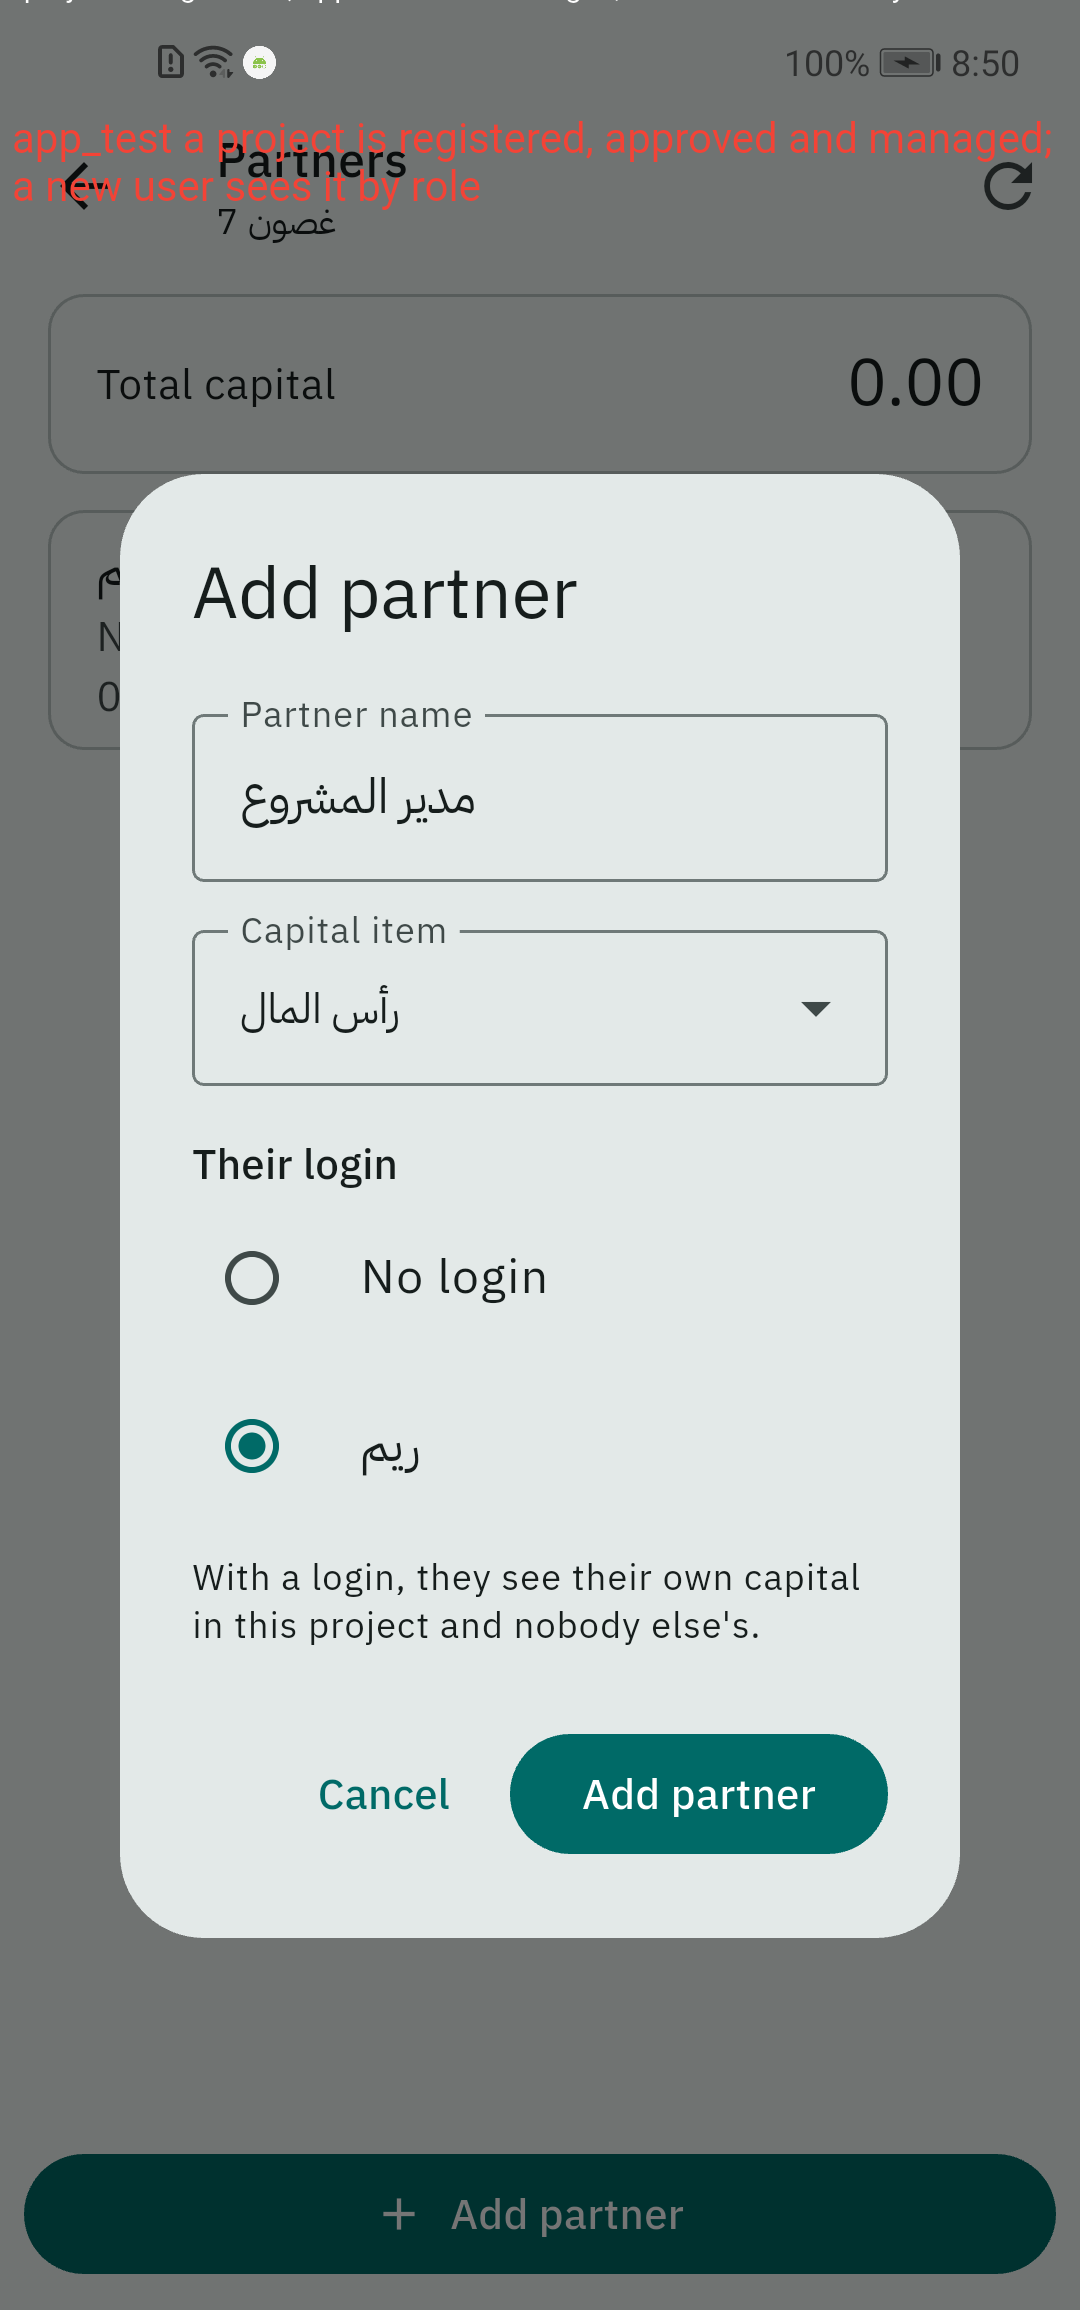 100% 8:50
app_test a project is registered, approved and managed;
a new user sees it by role
Partners
غصون 7
Total capital
0.00
Add partner
Partner name
مدير المشروع
Capital item
رأس المال
Their login
No login
ريم
With a login, they see their own capital
in this project and nobody else's.
Cancel
Add partner
+ Add partner